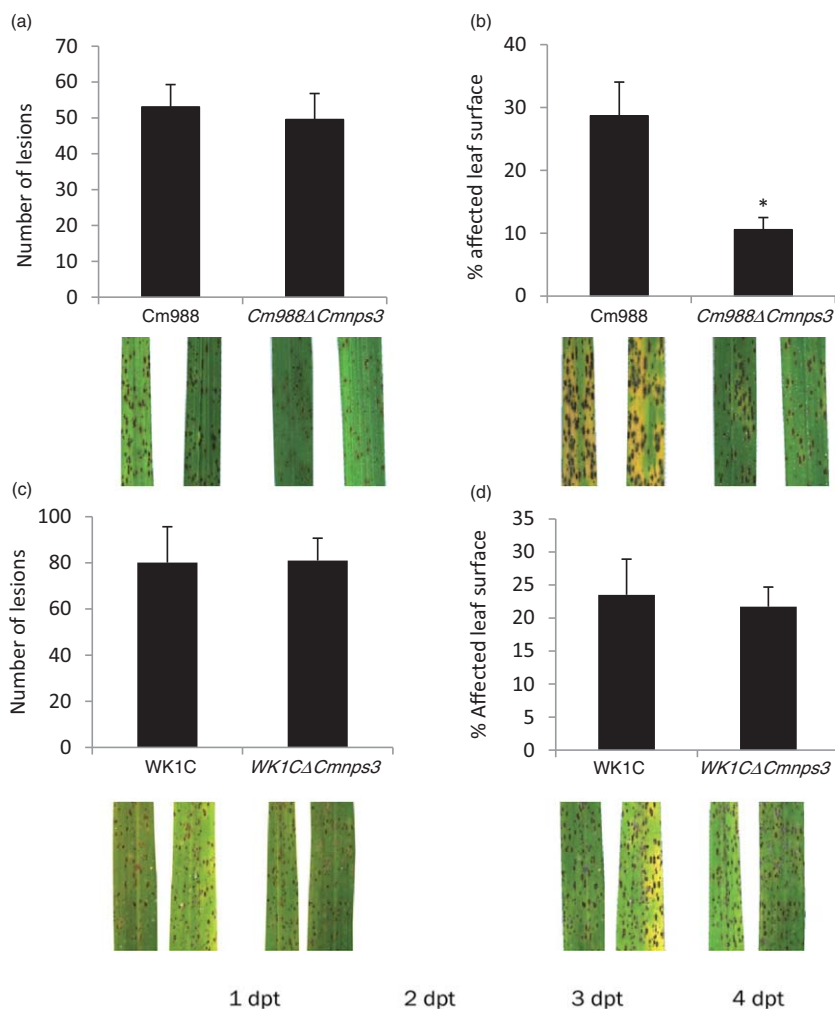 (a)
70
60
50
40
30
20
10
0
Number of lesions
Cm988
Cm988ΔCmnps3
(b)
40
30
20
10
0
% affected leaf surface
*
Cm988
Cm988ΔCmnps3
(c)
100
80
60
40
20
0
Number of lesions
WK1C
WK1CΔCmnps3
(d)
35
30
25
20
15
10
5
0
% Affected leaf surface
WK1C
WK1CΔCmnps3
1 dpt 2 dpt 3 dpt 4 dpt